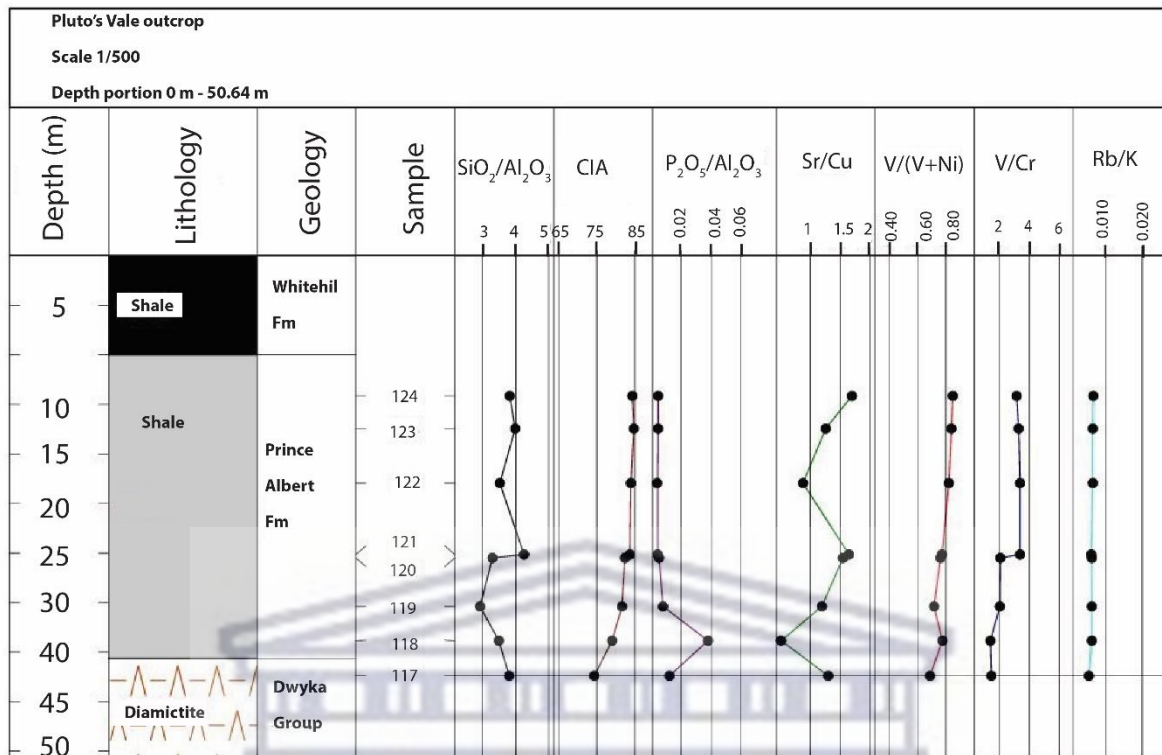 Pluto's Vale outcrop
Scale 1/500
Depth portion 0 m - 50.64 m
Depth (m)
Lithology
Geology
Sample
SiO₂/Al₂O₃
CIA
P₂O₅/Al₂O₃
Sr/Cu
V/(V+Ni)
V/Cr
Rb/K
3 4 5
65 75 85
0.02 0.04 0.06
1 1.5 2
0.40 0.60 0.80
2 4 6
0.010 0.020
5
10
15
20
25
30
35
40
45
50
Shale
Shale
Diamictite
Whitehil
Fm
Prince
Albert
Fm
Dwyka
Group
124
123
122
121
120
119
118
117